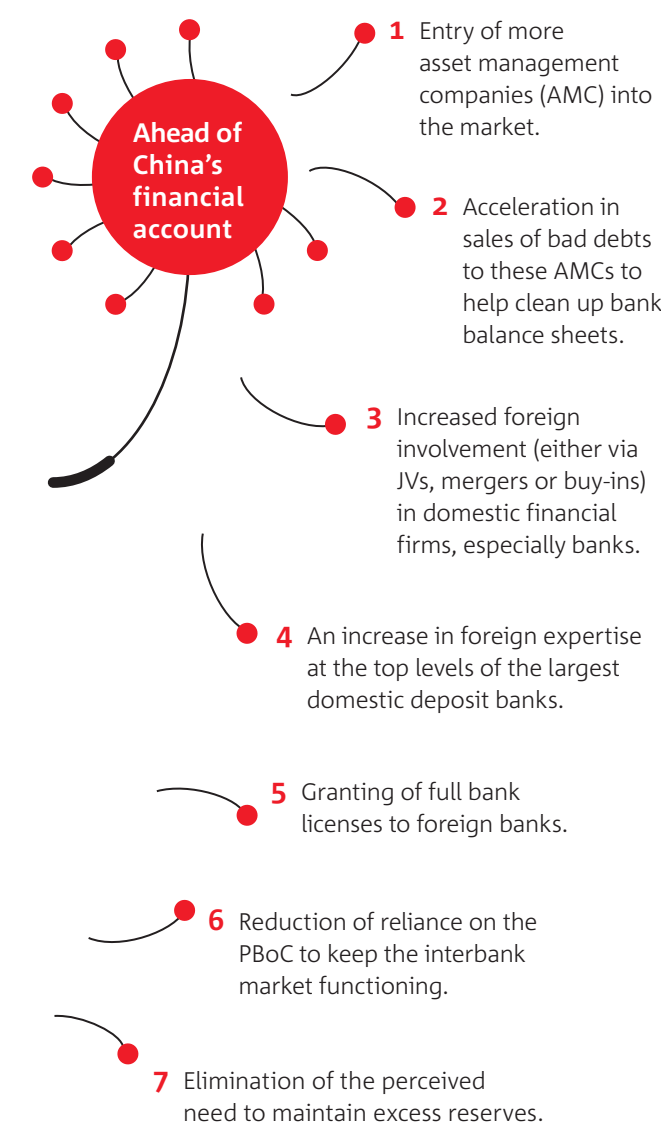 Ahead of
China’s
financial
account
1 Entry of more
asset management
companies (AMC) into
the market.
2 Acceleration in
sales of bad debts
to these AMCs to
help clean up bank
balance sheets.
3 Increased foreign
involvement (either via
JVs, mergers or buy-ins)
in domestic financial
firms, especially banks.
4 An increase in foreign expertise
at the top levels of the largest
domestic deposit banks.
5 Granting of full bank
licenses to foreign banks.
6 Reduction of reliance on the
PBoC to keep the interbank
market functioning.
7 Elimination of the perceived
need to maintain excess reserves.